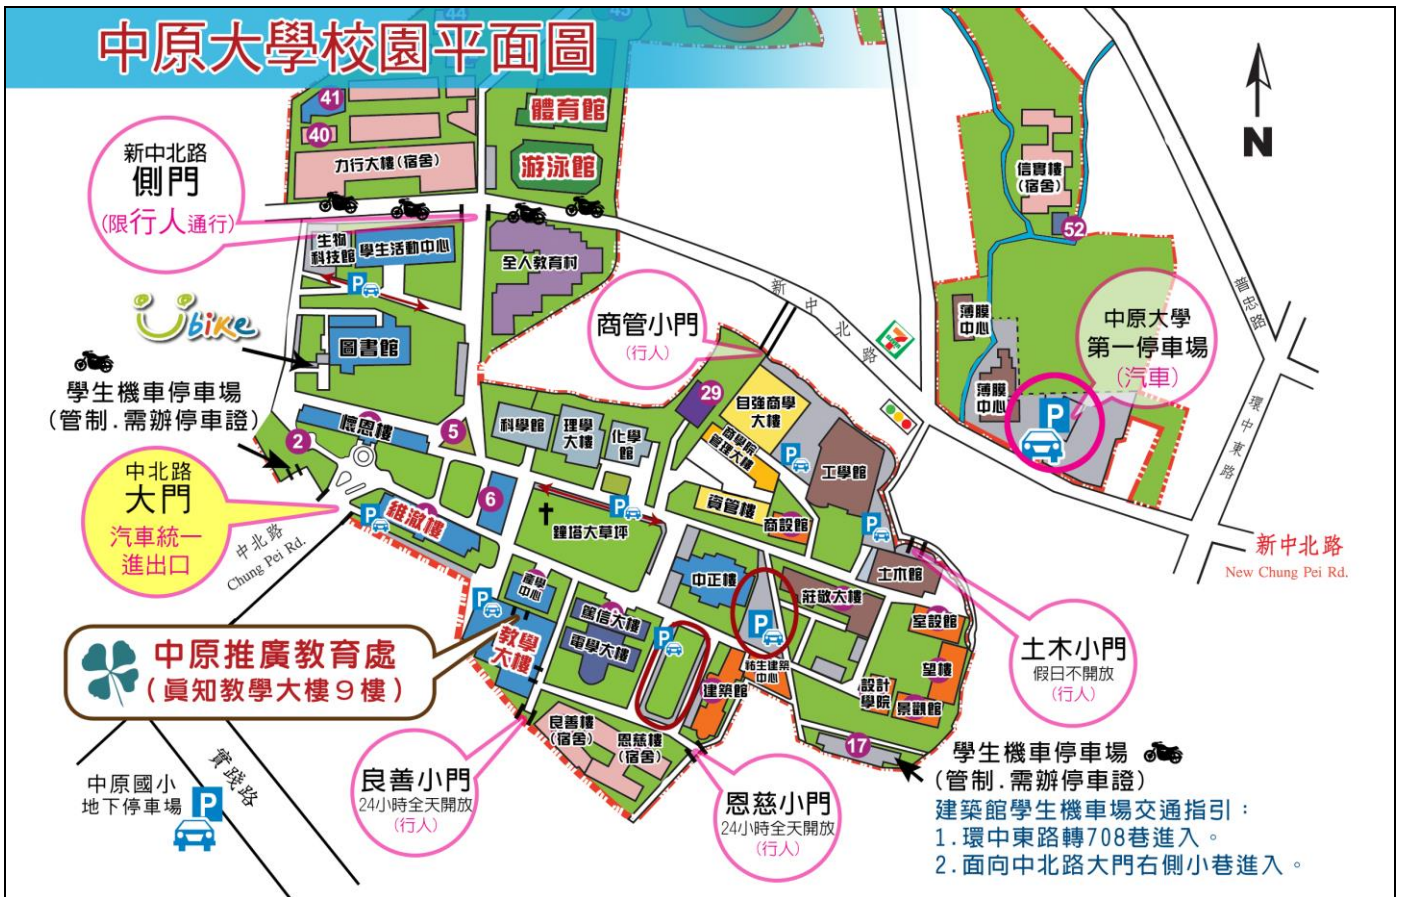 中原大學校園平面圖
44
45
41
40
體育館
力行大樓(宿舍)
游泳館
N
信實樓
(宿舍)
52
新中北路
側門
(限行人通行)
生物
科技館
學生活動中心
全人教育村
P
Ubike
圖書館
學生機車停車場
(管制.需辦停車證)
商管小門
(行人)
新中北路
7
ELEVEN
普忠路
薄膜
中心
薄膜
中心
中原大學
第一停車場
(汽車)
P
環中東路
29
自強商學
大樓
商學院
管理大樓
P
工學館
科學館
理學
大樓
化學
館
懷恩樓
5
2
6
中北路
大門
汽車統一
進出口
中北路
Chung Pei Rd.
P
維澈樓
鐘塔大草坪
P
資管樓
商設館
P
土木館
新中北路
New Chung Pei Rd.
中正樓
莊敬大樓
室設館
望樓
設計
學院
景觀館
17
產學
中心
P
教學
大樓
篤信大樓
電學大樓
P
P
祐生建築
中心
建築館
良善樓
(宿舍)
恩慈樓
(宿舍)
中原推廣教育處
(真知教學大樓9樓)
土木小門
假日不開放
(行人)
良善小門
24小時全天開放
(行人)
恩慈小門
24小時全天開放
(行人)
中原國小
地下停車場
P
實踐路
學生機車停車場
(管制.需辦停車證)
建築館學生機車場交通指引：
1.環中東路轉708巷進入。
2.面向中北路大門右側小巷進入。